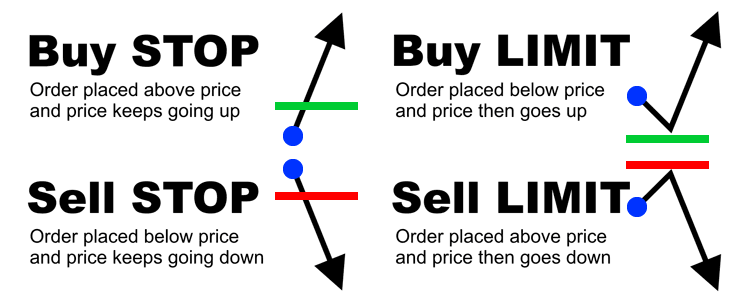 Buy STOP
Order placed above price
and price keeps going up
Buy LIMIT
Order placed below price
and price then goes up
Sell STOP
Order placed below price
and price keeps going down
Sell LIMIT
Order placed above price
and price then goes down